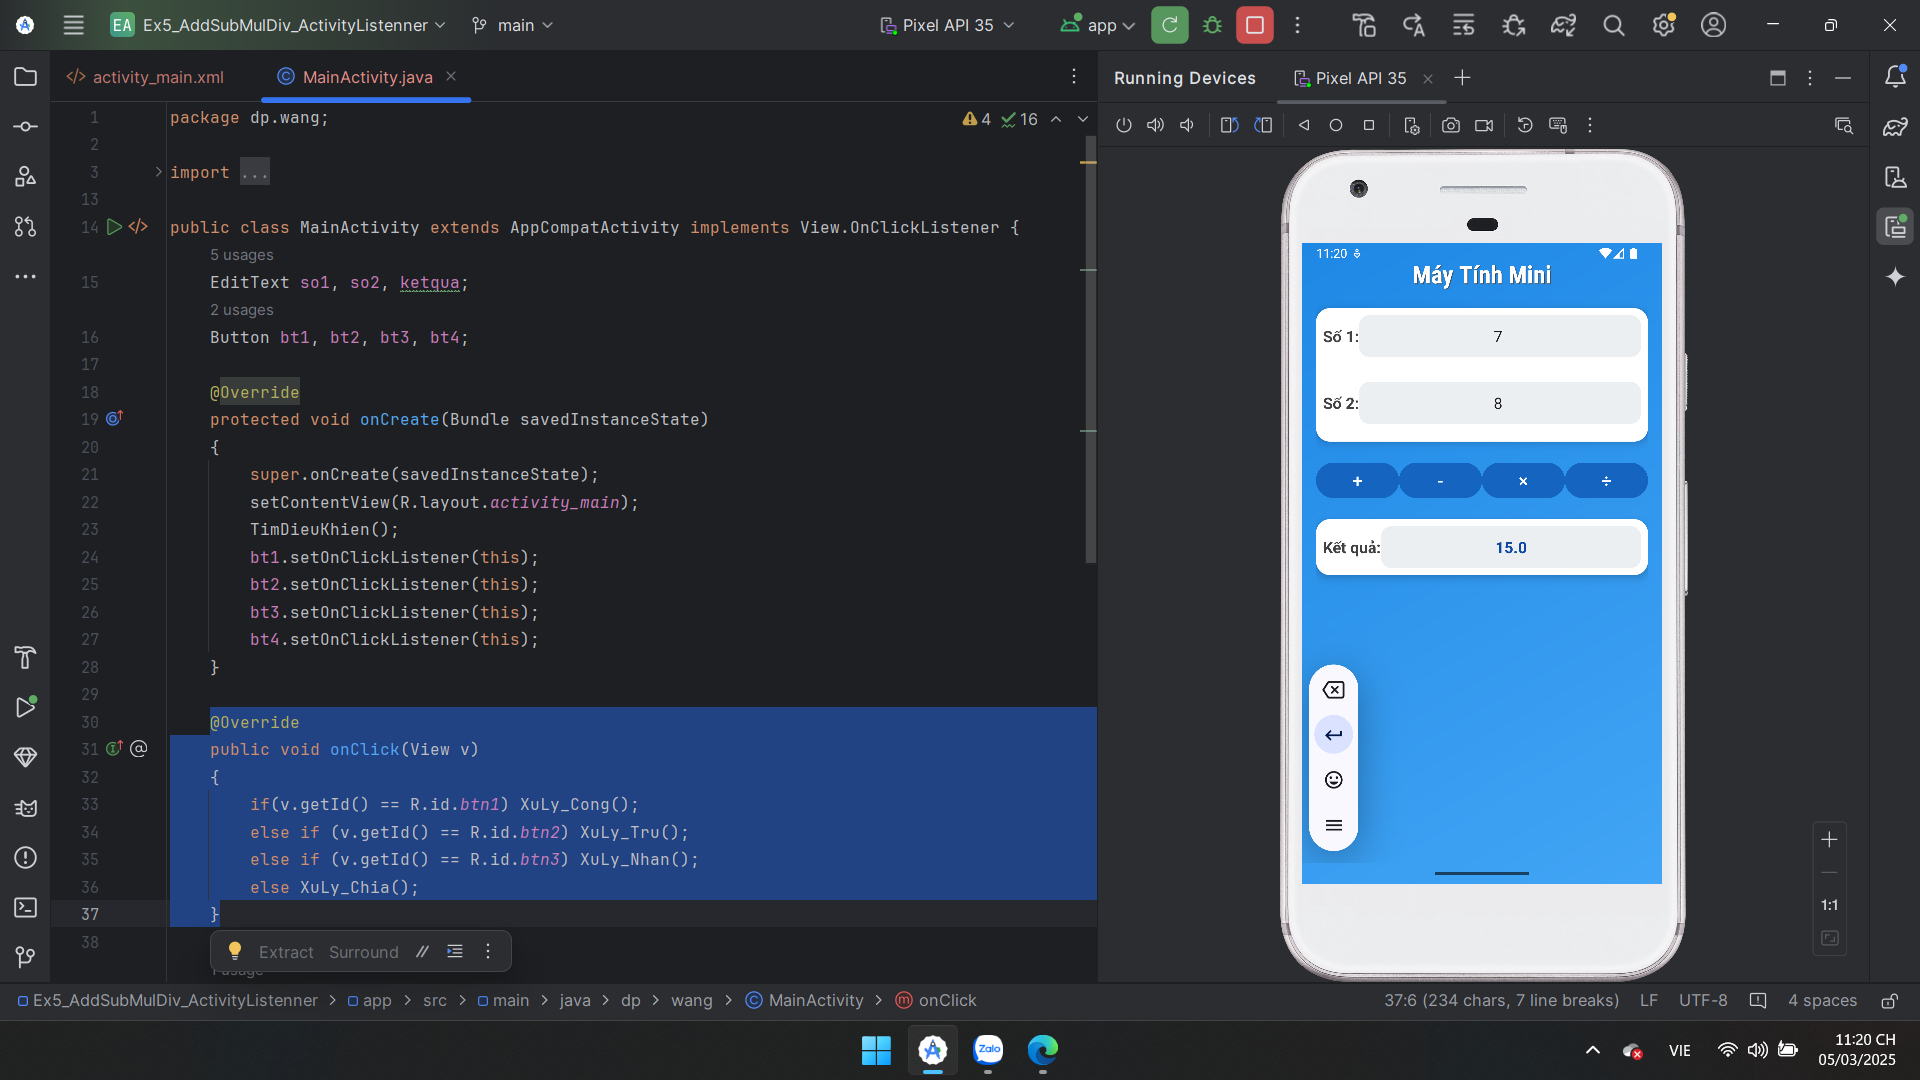 EA Ex5_AddSubMulDiv_ActivityListenner main Pixel API 35 app
activity_main.xml MainActivity.java
Running Devices Pixel API 35
4 16
1 package dp.wang;
2
3 import ...
13
14 public class MainActivity extends AppCompatActivity implements View.OnClickListener {
5 usages
15 EditText so1, so2, ketqua;
2 usages
16 Button bt1, bt2, bt3, bt4;
17
18 @Override
19 protected void onCreate(Bundle savedInstanceState)
20 {
21 super.onCreate(savedInstanceState);
22 setContentView(R.layout.activity_main);
23 TimDieuKhien();
24 bt1.setOnClickListener(this);
25 bt2.setOnClickListener(this);
26 bt3.setOnClickListener(this);
27 bt4.setOnClickListener(this);
28 }
29
30 @Override
31 public void onClick(View v)
32 {
33 if(v.getId() == R.id.btn1) XuLy_Cong();
34 else if (v.getId() == R.id.btn2) XuLy_Tru();
35 else if (v.getId() == R.id.btn3) XuLy_Nhan();
36 else XuLy_Chia();
37 }
38
Extract Surround
1 usage
11:20
Máy Tính Mini
Số 1: 7
Số 2: 8
+ - × ÷
Kết quả: 15.0
1:1
Ex5_AddSubMulDiv_ActivityListenner > app > src > main > java > dp > wang > MainActivity > onClick
37:6 (234 chars, 7 line breaks) LF UTF-8 4 spaces
Zalo
VIE
11:20 CH
05/03/2025